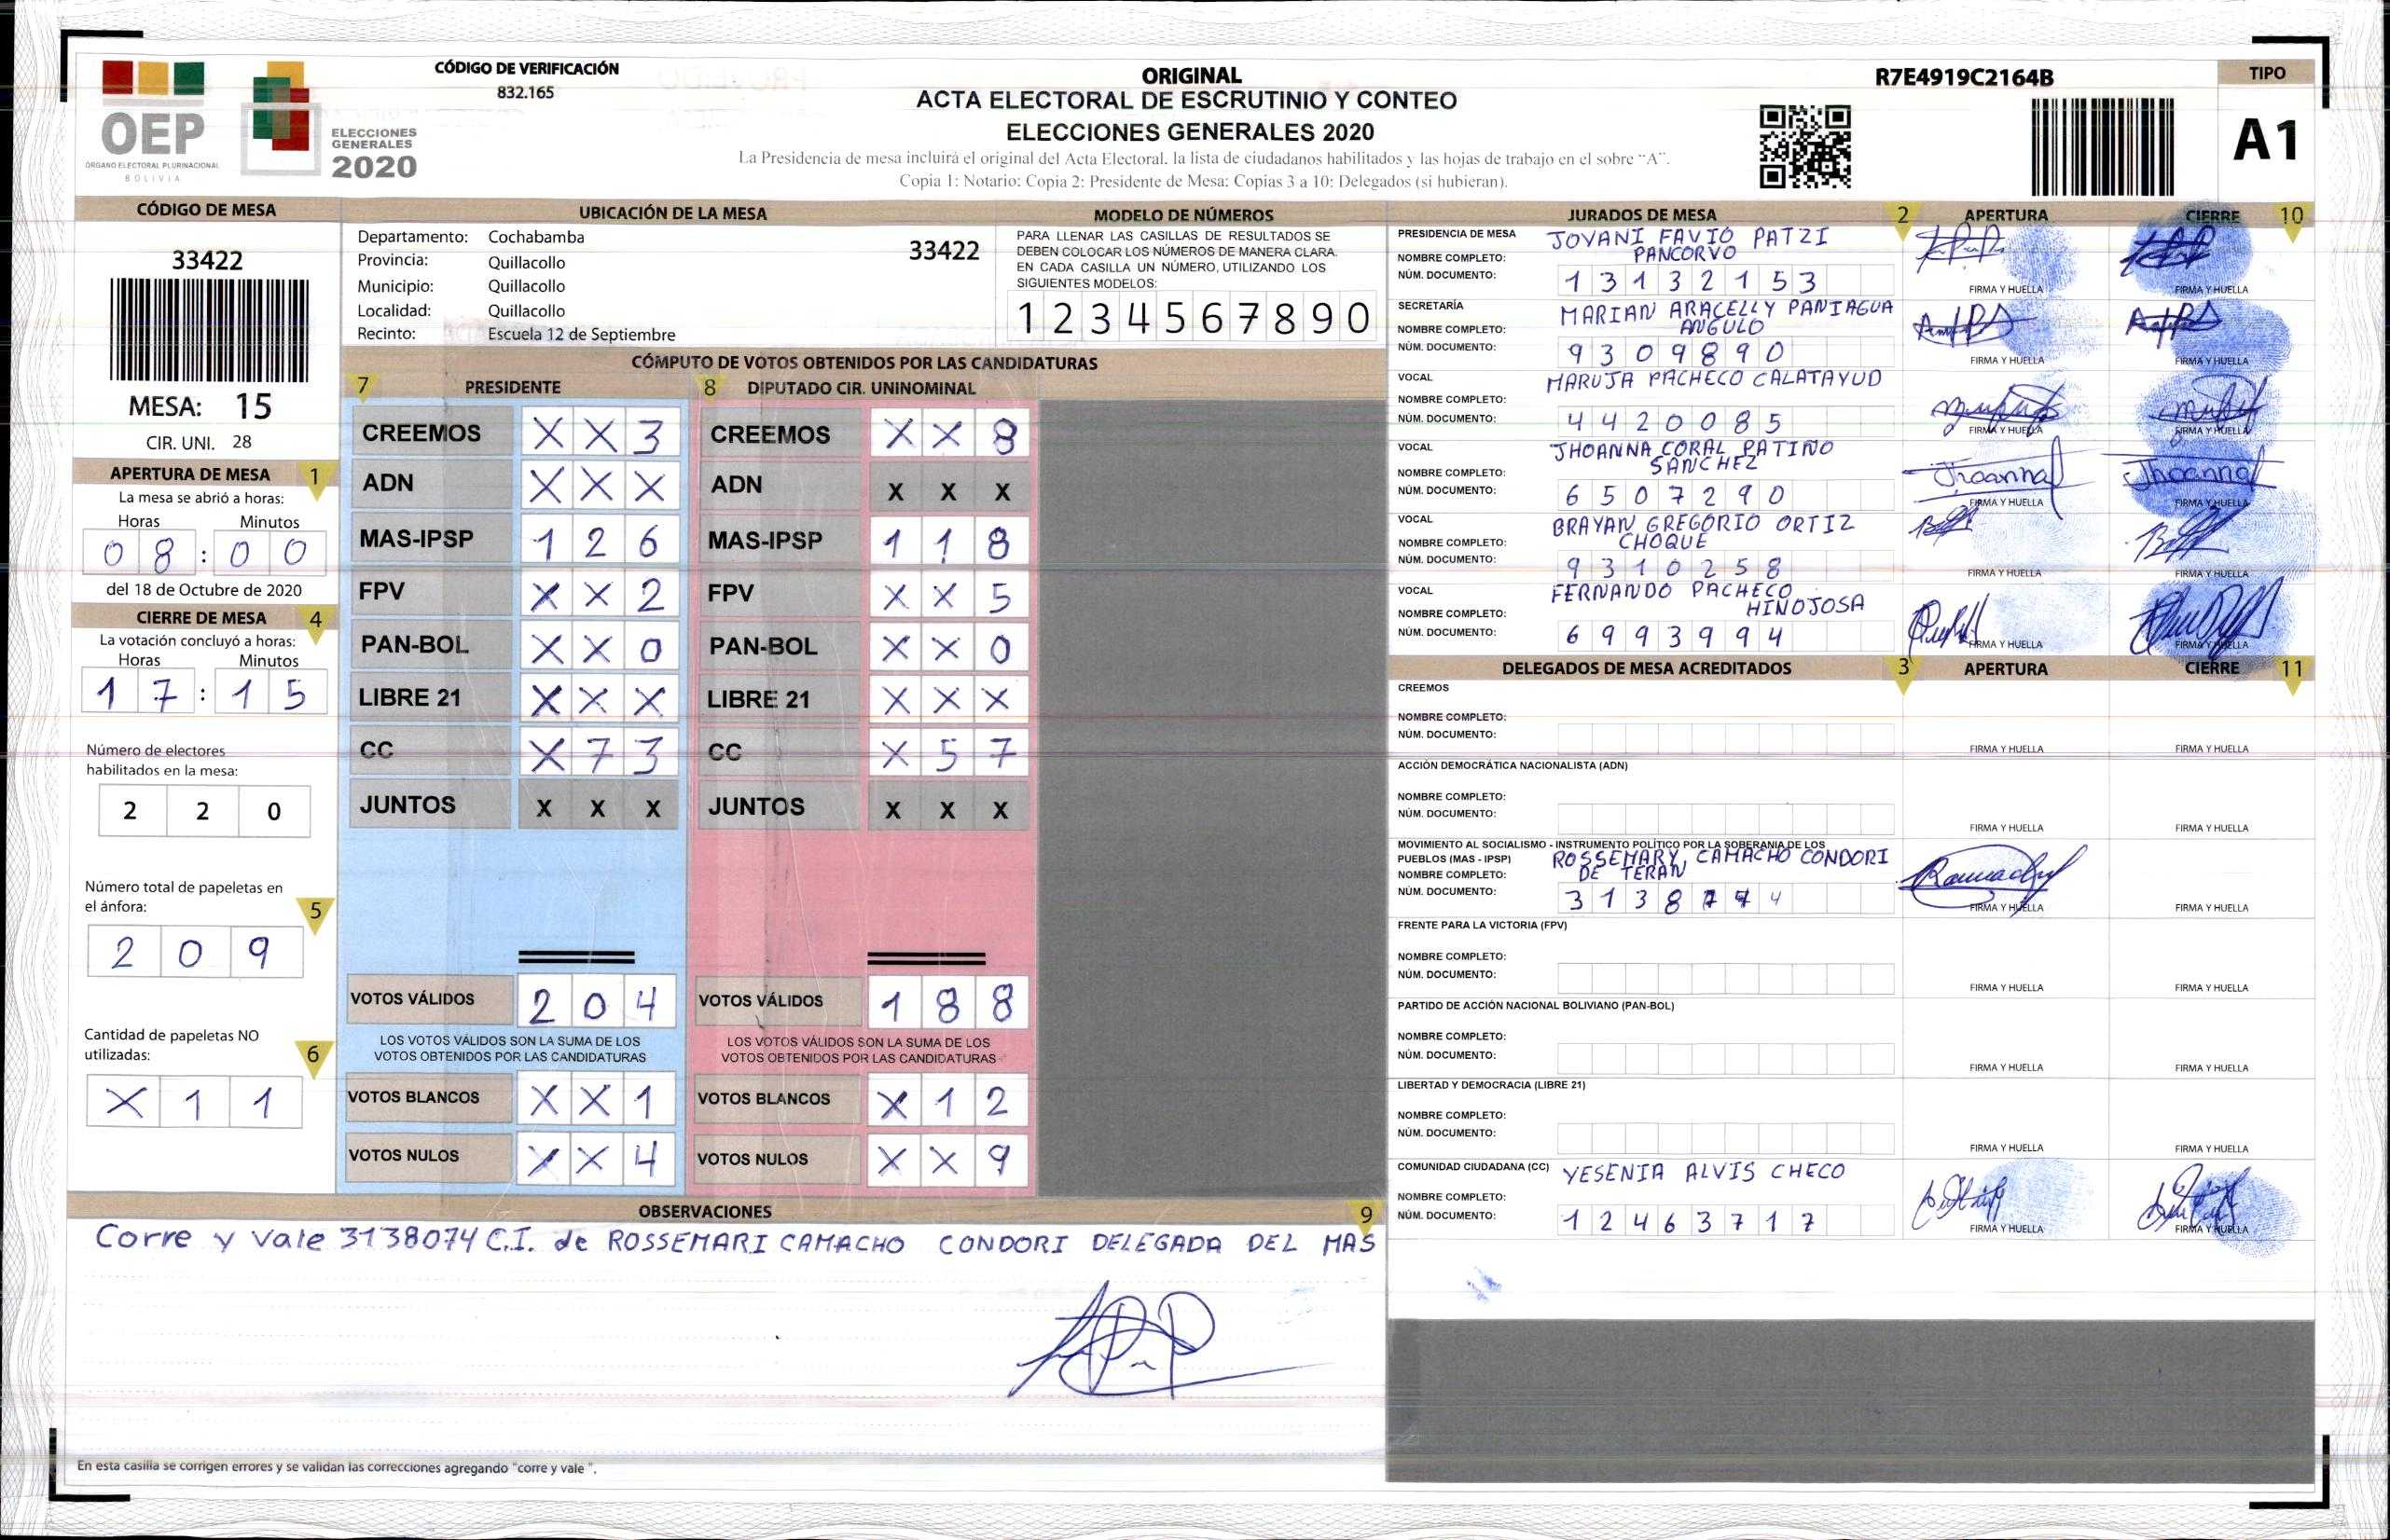 CÓDIGO DE VERIFICACIÓN
832.165
OEP
ÓRGANO ELECTORAL PLURINACIONAL
BOLIVIA
ELECCIONES
GENERALES
2020
ORIGINAL
ACTA ELECTORAL DE ESCRUTINIO Y CONTEO
ELECCIONES GENERALES 2020
La Presidencia de mesa incluirá el original del Acta Electoral, la lista de ciudadanos habilitados y las hojas de trabajo en el sobre "A".
Copia 1: Notario; Copia 2: Presidente de Mesa; Copias 3 a 10: Delegados (si hubieran).
R7E4919C2164B
TIPO
A1
CÓDIGO DE MESA
33422
MESA: 15
CIR. UNI. 28
APERTURA DE MESA 1
La mesa se abrió a horas:
Horas Minutos
0 8 : 0 0
del 18 de Octubre de 2020
CIERRE DE MESA 4
La votación concluyó a horas:
Horas Minutos
1 7 : 1 5
Número de electores
habilitados en la mesa:
2 2 0
Número total de papeletas en
el ánfora: 5
2 0 9
Cantidad de papeletas NO
utilizadas: 6
X 1 1
UBICACIÓN DE LA MESA
Departamento: Cochabamba 33422
Provincia: Quillacollo
Municipio: Quillacollo
Localidad: Quillacollo
Recinto: Escuela 12 de Septiembre
MODELO DE NÚMEROS
PARA LLENAR LAS CASILLAS DE RESULTADOS SE
DEBEN COLOCAR LOS NÚMEROS DE MANERA CLARA.
EN CADA CASILLA UN NÚMERO, UTILIZANDO LOS
SIGUIENTES MODELOS:
1 2 3 4 5 6 7 8 9 0
CÓMPUTO DE VOTOS OBTENIDOS POR LAS CANDIDATURAS
7 PRESIDENTE 8 DIPUTADO CIR. UNINOMINAL
CREEMOS X X 3 CREEMOS X X 8
ADN X X X ADN X X X
MAS-IPSP 1 2 6 MAS-IPSP 1 1 8
FPV X X 2 FPV X X 5
PAN-BOL X X 0 PAN-BOL X X 0
LIBRE 21 X X X LIBRE 21 X X X
CC X 7 3 CC X 5 7
JUNTOS X X X JUNTOS X X X
VOTOS VÁLIDOS 2 0 4 VOTOS VÁLIDOS 1 8 8
LOS VOTOS VÁLIDOS SON LA SUMA DE LOS LOS VOTOS VÁLIDOS SON LA SUMA DE LOS
VOTOS OBTENIDOS POR LAS CANDIDATURAS VOTOS OBTENIDOS POR LAS CANDIDATURAS
VOTOS BLANCOS X X 1 VOTOS BLANCOS X 1 2
VOTOS NULOS X X 4 VOTOS NULOS X X 9
OBSERVACIONES 9
Corre y vale 3138074 C.I. de ROSSEMARI CAMACHO CONDORI DELEGADA DEL MAS
En esta casilla se corrigen errores y se validan las correcciones agregando "corre y vale".
JURADOS DE MESA 2 APERTURA CIERRE 10
PRESIDENCIA DE MESA JOVANI FAVIO PATZI
NOMBRE COMPLETO: PANCORVO
NÚM. DOCUMENTO: 1 3 1 3 2 1 5 3 FIRMA Y HUELLA FIRMA Y HUELLA
SECRETARÍA MARIAN ARACELLY PANIAGUA
NOMBRE COMPLETO: ANGULO
NÚM. DOCUMENTO: 9 3 0 9 8 9 0 FIRMA Y HUELLA FIRMA Y HUELLA
VOCAL MARUJA PACHECO CALATAYUD
NOMBRE COMPLETO:
NÚM. DOCUMENTO: 4 4 2 0 0 8 5 FIRMA Y HUELLA FIRMA Y HUELLA
VOCAL JHOANNA CORAL PATIÑO
NOMBRE COMPLETO: SANCHEZ Jhoanna Jhoanna
NÚM. DOCUMENTO: 6 5 0 7 2 9 0 FIRMA Y HUELLA FIRMA Y HUELLA
VOCAL BRAYAN GREGORIO ORTIZ
NOMBRE COMPLETO: CHOQUE
NÚM. DOCUMENTO: 9 3 1 0 2 5 8 FIRMA Y HUELLA FIRMA Y HUELLA
VOCAL FERNANDO PACHECO
NOMBRE COMPLETO: HINOJOSA
NÚM. DOCUMENTO: 6 9 9 3 9 9 4 FIRMA Y HUELLA FIRMA Y HUELLA
DELEGADOS DE MESA ACREDITADOS 3 APERTURA CIERRE 11
CREEMOS
NOMBRE COMPLETO:
NÚM. DOCUMENTO: FIRMA Y HUELLA FIRMA Y HUELLA
ACCIÓN DEMOCRÁTICA NACIONALISTA (ADN)
NOMBRE COMPLETO:
NÚM. DOCUMENTO: FIRMA Y HUELLA FIRMA Y HUELLA
MOVIMIENTO AL SOCIALISMO - INSTRUMENTO POLÍTICO POR LA SOBERANIA DE LOS
PUEBLOS (MAS - IPSP) ROSSEMARY, CAMACHO CONDORI
NOMBRE COMPLETO: DE TERAN
NÚM. DOCUMENTO: 3 1 3 8 7 4 4 FIRMA Y HUELLA FIRMA Y HUELLA
FRENTE PARA LA VICTORIA (FPV)
NOMBRE COMPLETO:
NÚM. DOCUMENTO: FIRMA Y HUELLA FIRMA Y HUELLA
PARTIDO DE ACCIÓN NACIONAL BOLIVIANO (PAN-BOL)
NOMBRE COMPLETO:
NÚM. DOCUMENTO: FIRMA Y HUELLA FIRMA Y HUELLA
LIBERTAD Y DEMOCRACIA (LIBRE 21)
NOMBRE COMPLETO:
NÚM. DOCUMENTO: FIRMA Y HUELLA FIRMA Y HUELLA
COMUNIDAD CIUDADANA (CC) YESENIA ALVIS CHECO
NOMBRE COMPLETO:
NÚM. DOCUMENTO: 1 2 4 6 3 7 1 7 FIRMA Y HUELLA FIRMA Y HUELLA